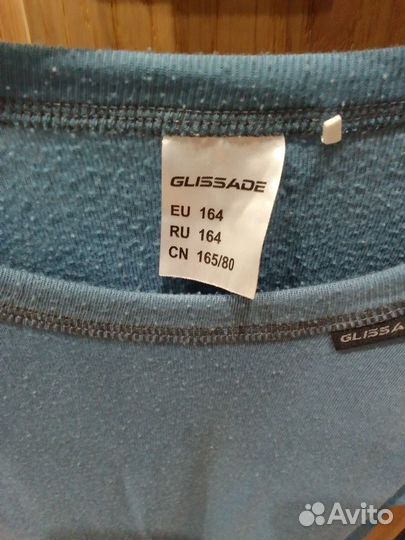 GLISSADE
EU 164
RU 164
CN 165/80
GLISSADE
Avito